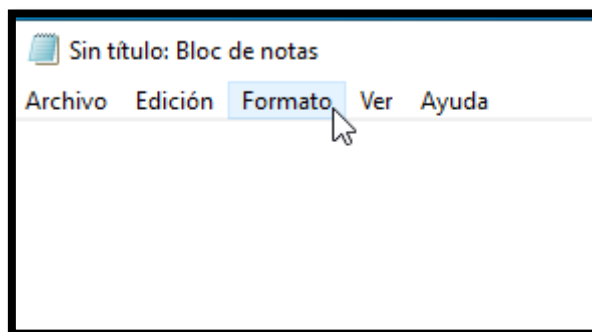 Sin título: Bloc de notas
Archivo Edición Formato Ver Ayuda